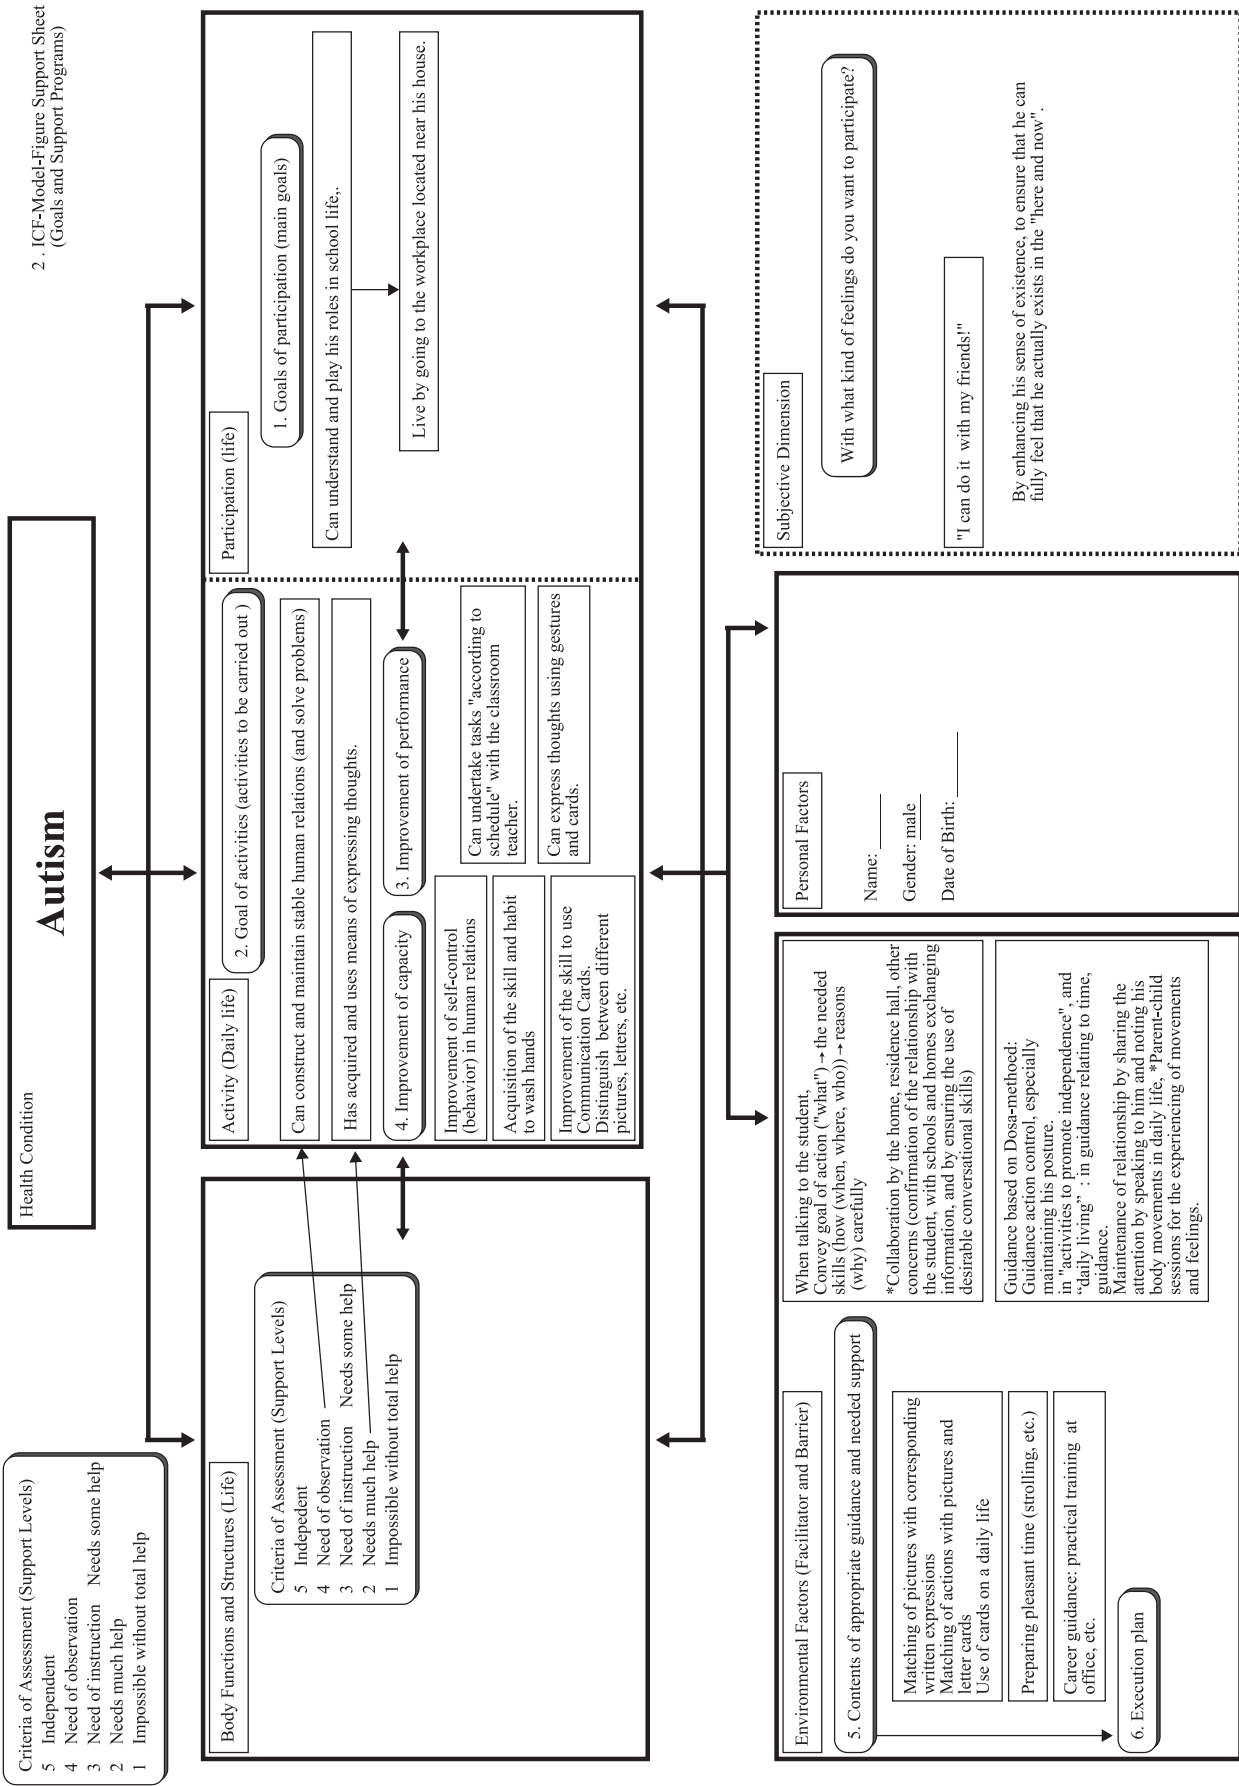 2 . ICF-Model-Figure Support Sheet
(Goals and Support Programs)
Criteria of Assessment (Support Levels)
5 Independent
4 Need of observation
3 Need of instruction Needs some help
2 Needs much help
1 Impossible without total help
Health Condition
Autism
Body Functions and Structures (Life)
Criteria of Assessment (Support Levels)
5 Indepedent
4 Need of observation
3 Need of instruction Needs some help
2 Needs much help
1 Impossible without total help
Activity (Daily life)
2. Goal of activities (activities to be carried out )
Can construct and maintain stable human relations (and solve problems)
Has acquired and uses means of expressing thoughts.
4. Improvement of capacity
3. Improvement of performance
Improvement of self-control
(behavior) in human relations
Acquisition of the skill and habit
to wash hands
Improvement of the skill to use
Communication Cards.
Distinguish between different
pictures, letters, etc.
Can undertake tasks "according to
schedule" with the classroom
teacher.
Can express thoughts using gestures
and cards.
Participation (life)
1. Goals of participation (main goals)
Can understand and play his roles in school life,.
Live by going to the workplace located near his house.
Environmental Factors (Facilitator and Barrier)
5. Contents of appropriate guidance and needed support
Matching of pictures with corresponding
written expressions
Matching of actions with pictures and
letter cards
Use of cards on a daily life
Preparing pleasant time (strolling, etc.)
Career guidance: practical training at
office, etc.
6. Execution plan
When talking to the student,
Convey goal of action ("what") → the needed
skills (how (when, where, who)) → reasons
(why) carefully
*Collaboration by the home, residence hall, other
concerns (confirmation of the relationship with
the student, with schools and homes exchanging
information, and by ensuring the use of
desirable conversational skills)
Guidance based on Dosa-methoed:
Guidance action control, especially
maintaining his posture.
in "activities to promote independence", and
“daily living” : in guidance relating to time,
guidance.
Maintenance of relationship by sharing the
attention by speaking to him and noting his
body movements in daily life, *Parent-child
sessions for the experiencing of movements
and feelings.
Personal Factors
Name:
Gender: male
Date of Birth:
Subjective Dimension
With what kind of feelings do you want to participate?
"I can do it with my friends!"
By enhancing his sense of existence, to ensure that he can
fully feel that he actually exists in the "here and now".